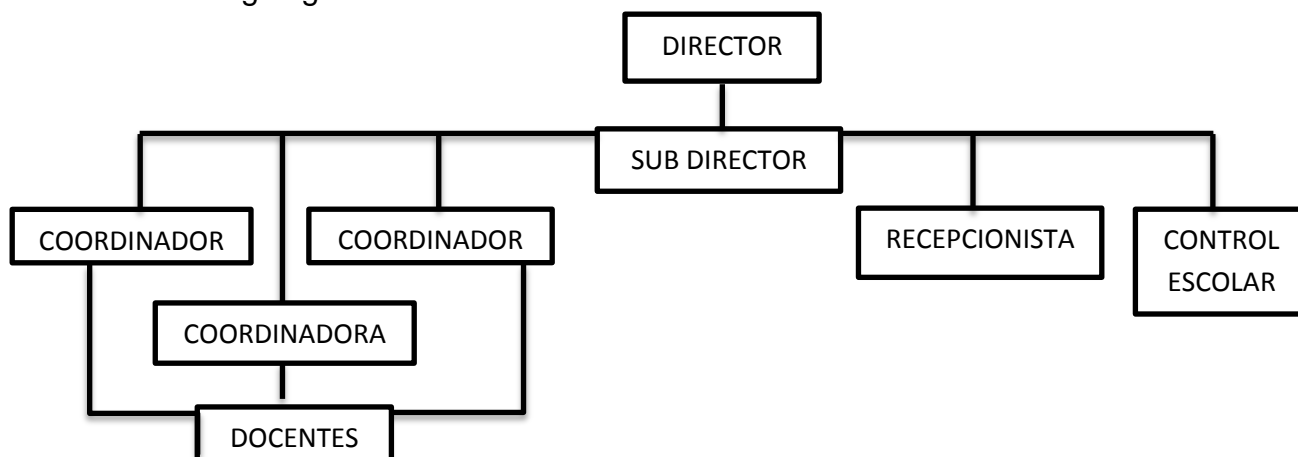 DIRECTOR
SUB DIRECTOR
COORDINADOR
COORDINADOR
RECEPCIONISTA
CONTROL
ESCOLAR
COORDINADORA
DOCENTES